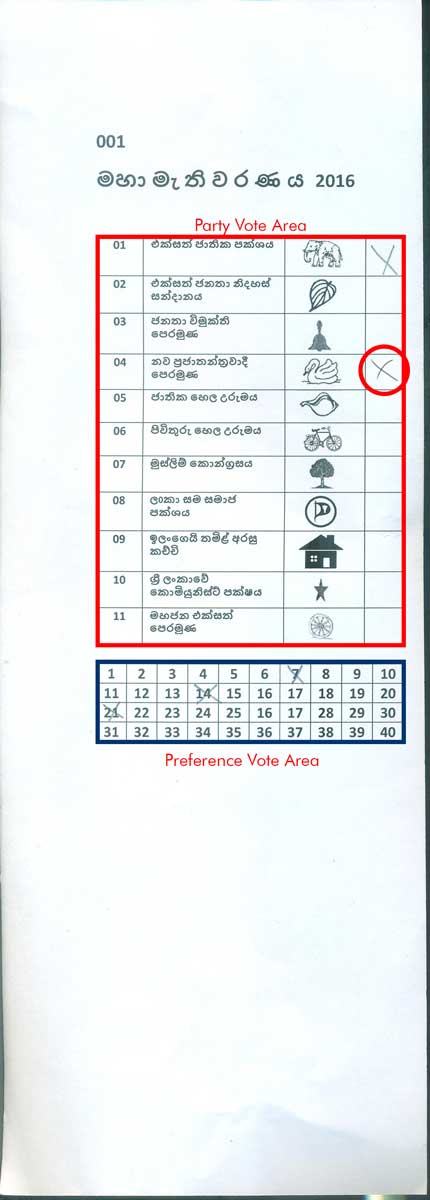 001
මහා මැතිවරණය 2016
Party Vote Area
01 එක්සත් ජාතික පක්ශය
02 එක්සත් ජනතා නිදහස්
සන්දානය
03 ජනතා විමුක්ති
පෙරමුණ
04 නව ප්‍රජාතන්ත්‍රවාදී
පෙරමුණ
05 ජාතික හෙල උරුමය
06 පිවිතුරු හෙල උරුමය
07 මුස්ලිම් කොන්ග්‍රසය
08 ල0කා සම සමාජ
පක්ශය
09 ඉලංගෙයි තමිළ් අරසු
කච්චි
10 ශ්‍රී ලංකාවේ
කොමියුනිස්ට් පක්ෂය
11 මහජන එක්සත්
පෙරමුණ
1 2 3 4 5 6 7 8 9 10
11 12 13 14 15 16 17 18 19 20
21 22 23 24 25 16 17 28 29 30
31 32 33 34 35 36 37 38 39 40
Preference Vote Area